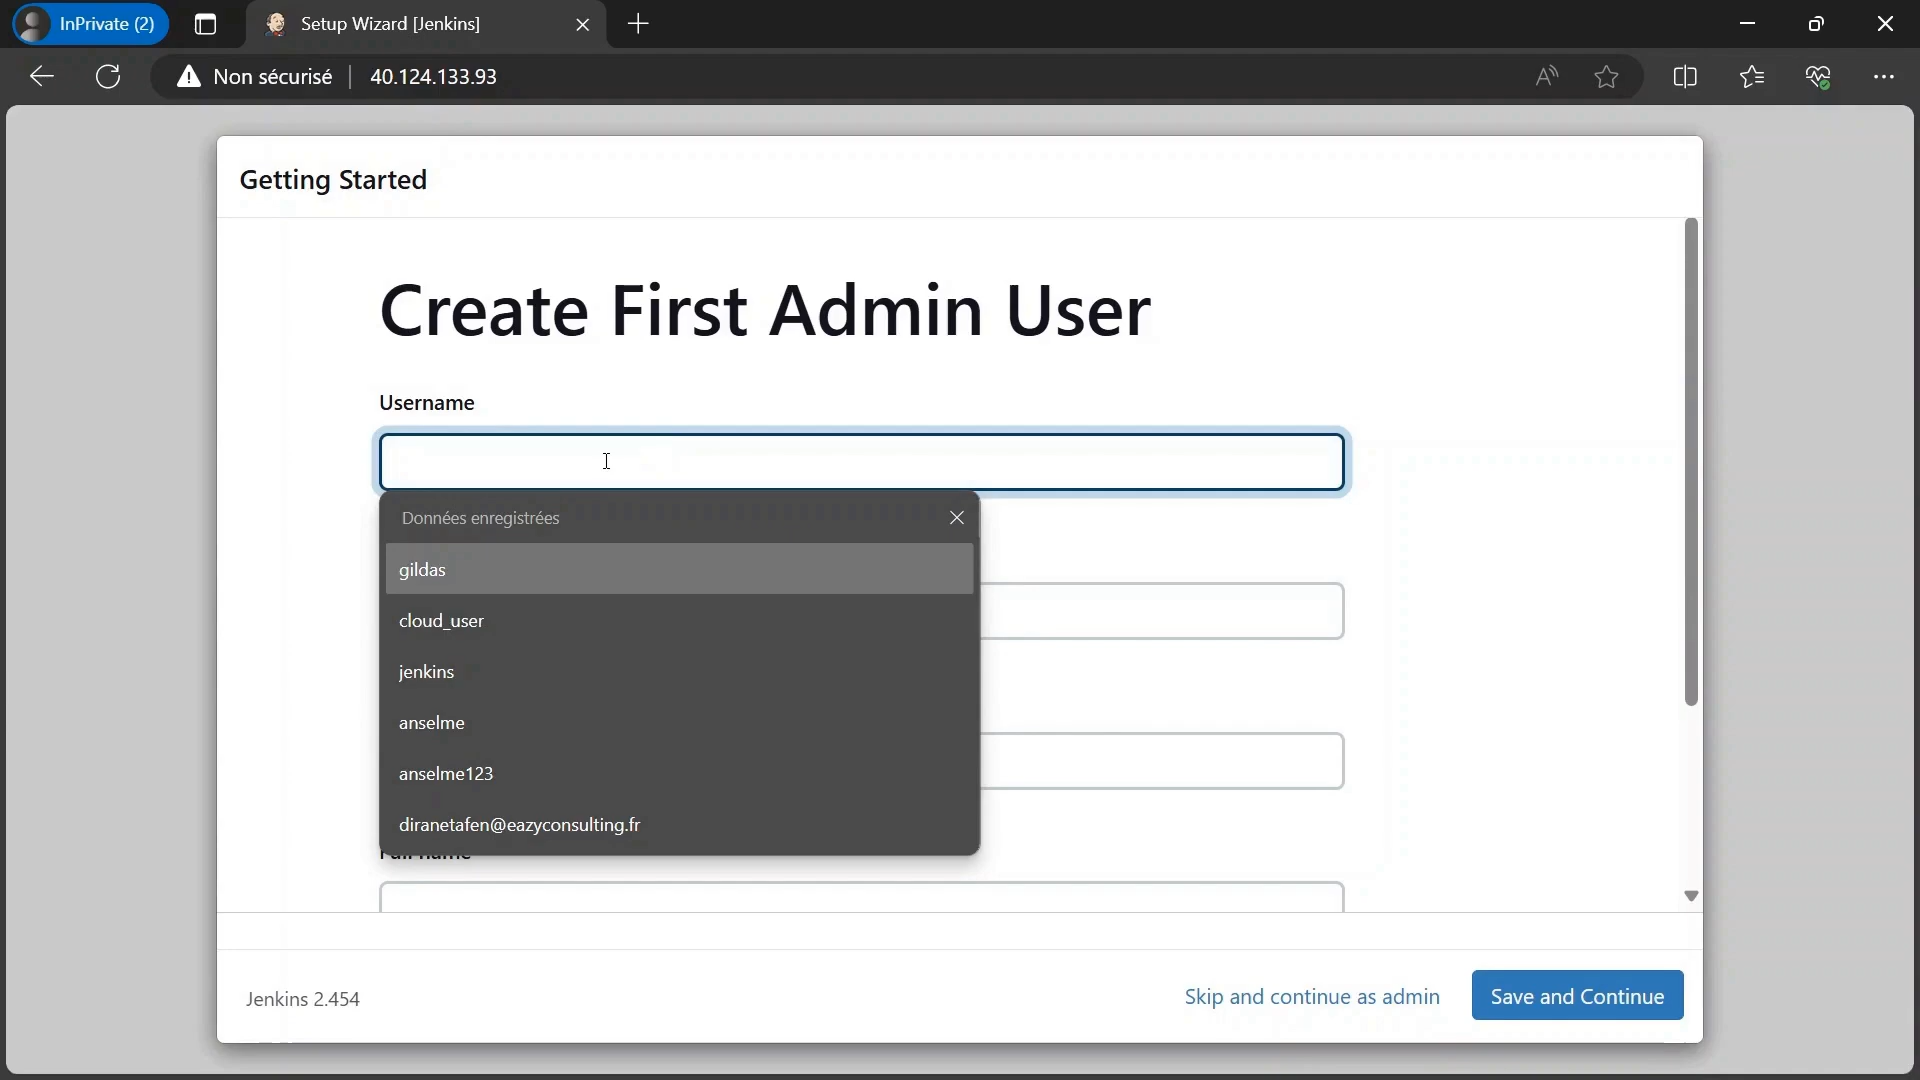 InPrivate (2)
Setup Wizard [Jenkins]
Non sécurisé
40.124.133.93
Getting Started
Create First Admin User
Username
Données enregistrées
gildas
cloud_user
jenkins
anselme
anselme123
diranetafen@eazyconsulting.fr
Full name
Jenkins 2.454
Skip and continue as admin
Save and Continue